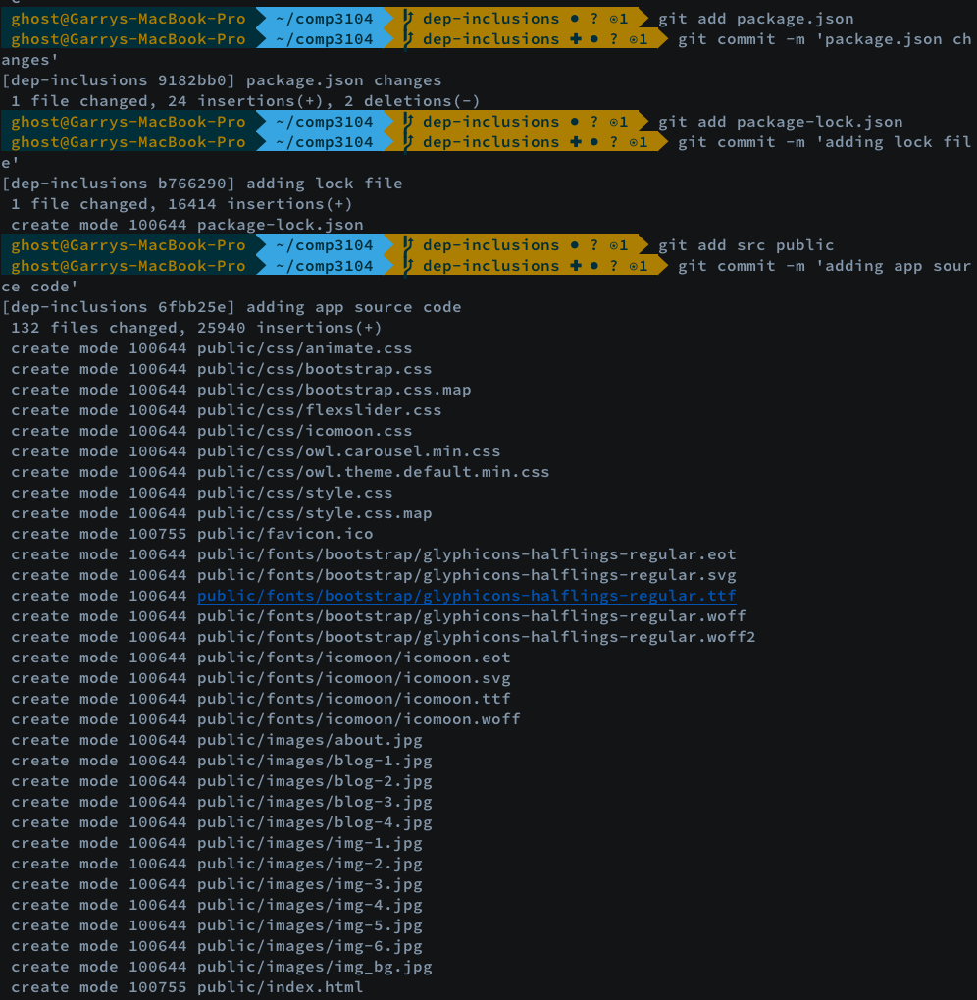 ghost@Garrys-MacBook-Pro ~/comp3104 dep-inclusions ● ? ⍟1 git add package.json
ghost@Garrys-MacBook-Pro ~/comp3104 dep-inclusions ✚ ● ? ⍟1 git commit -m 'package.json ch
anges'
[dep-inclusions 9182bb0] package.json changes
1 file changed, 24 insertions(+), 2 deletions(-)
ghost@Garrys-MacBook-Pro ~/comp3104 dep-inclusions ● ? ⍟1 git add package-lock.json
ghost@Garrys-MacBook-Pro ~/comp3104 dep-inclusions ✚ ● ? ⍟1 git commit -m 'adding lock fil
e'
[dep-inclusions b766290] adding lock file
1 file changed, 16414 insertions(+)
create mode 100644 package-lock.json
ghost@Garrys-MacBook-Pro ~/comp3104 dep-inclusions ● ? ⍟1 git add src public
ghost@Garrys-MacBook-Pro ~/comp3104 dep-inclusions ✚ ● ? ⍟1 git commit -m 'adding app sour
ce code'
[dep-inclusions 6fbb25e] adding app source code
132 files changed, 25940 insertions(+)
create mode 100644 public/css/animate.css
create mode 100644 public/css/bootstrap.css
create mode 100644 public/css/bootstrap.css.map
create mode 100644 public/css/flexslider.css
create mode 100644 public/css/icomoon.css
create mode 100644 public/css/owl.carousel.min.css
create mode 100644 public/css/owl.theme.default.min.css
create mode 100644 public/css/style.css
create mode 100644 public/css/style.css.map
create mode 100755 public/favicon.ico
create mode 100644 public/fonts/bootstrap/glyphicons-halflings-regular.eot
create mode 100644 public/fonts/bootstrap/glyphicons-halflings-regular.svg
create mode 100644 public/fonts/bootstrap/glyphicons-halflings-regular.ttf
create mode 100644 public/fonts/bootstrap/glyphicons-halflings-regular.woff
create mode 100644 public/fonts/bootstrap/glyphicons-halflings-regular.woff2
create mode 100644 public/fonts/icomoon/icomoon.eot
create mode 100644 public/fonts/icomoon/icomoon.svg
create mode 100644 public/fonts/icomoon/icomoon.ttf
create mode 100644 public/fonts/icomoon/icomoon.woff
create mode 100644 public/images/about.jpg
create mode 100644 public/images/blog-1.jpg
create mode 100644 public/images/blog-2.jpg
create mode 100644 public/images/blog-3.jpg
create mode 100644 public/images/blog-4.jpg
create mode 100644 public/images/img-1.jpg
create mode 100644 public/images/img-2.jpg
create mode 100644 public/images/img-3.jpg
create mode 100644 public/images/img-4.jpg
create mode 100644 public/images/img-5.jpg
create mode 100644 public/images/img-6.jpg
create mode 100644 public/images/img_bg.jpg
create mode 100755 public/index.html